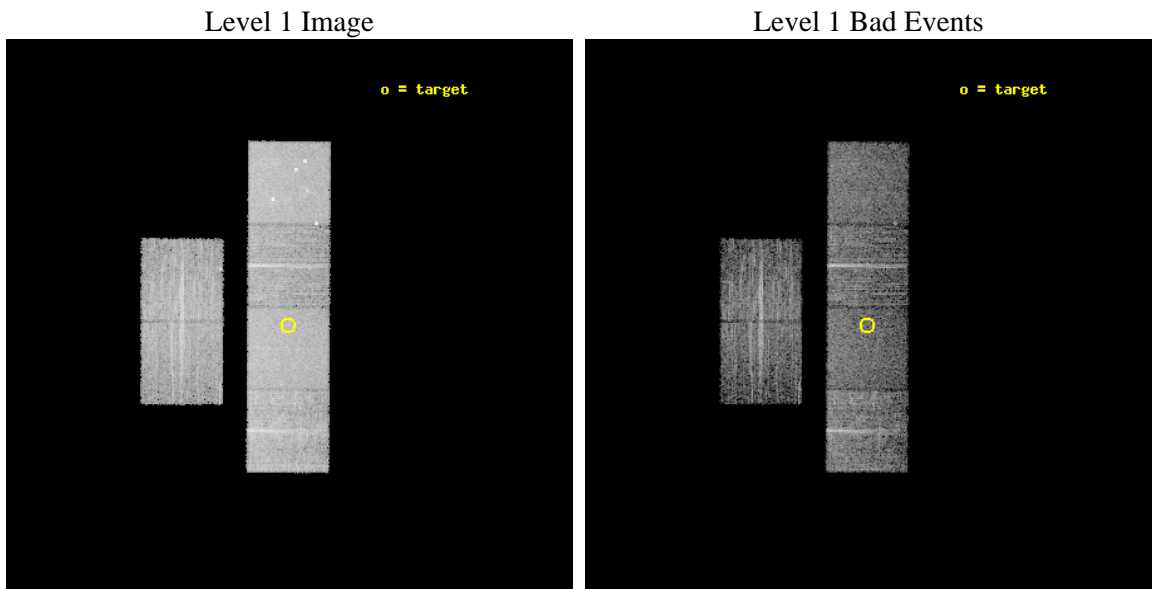 Level 1 Image
Level 1 Bad Events
o = target
o = target